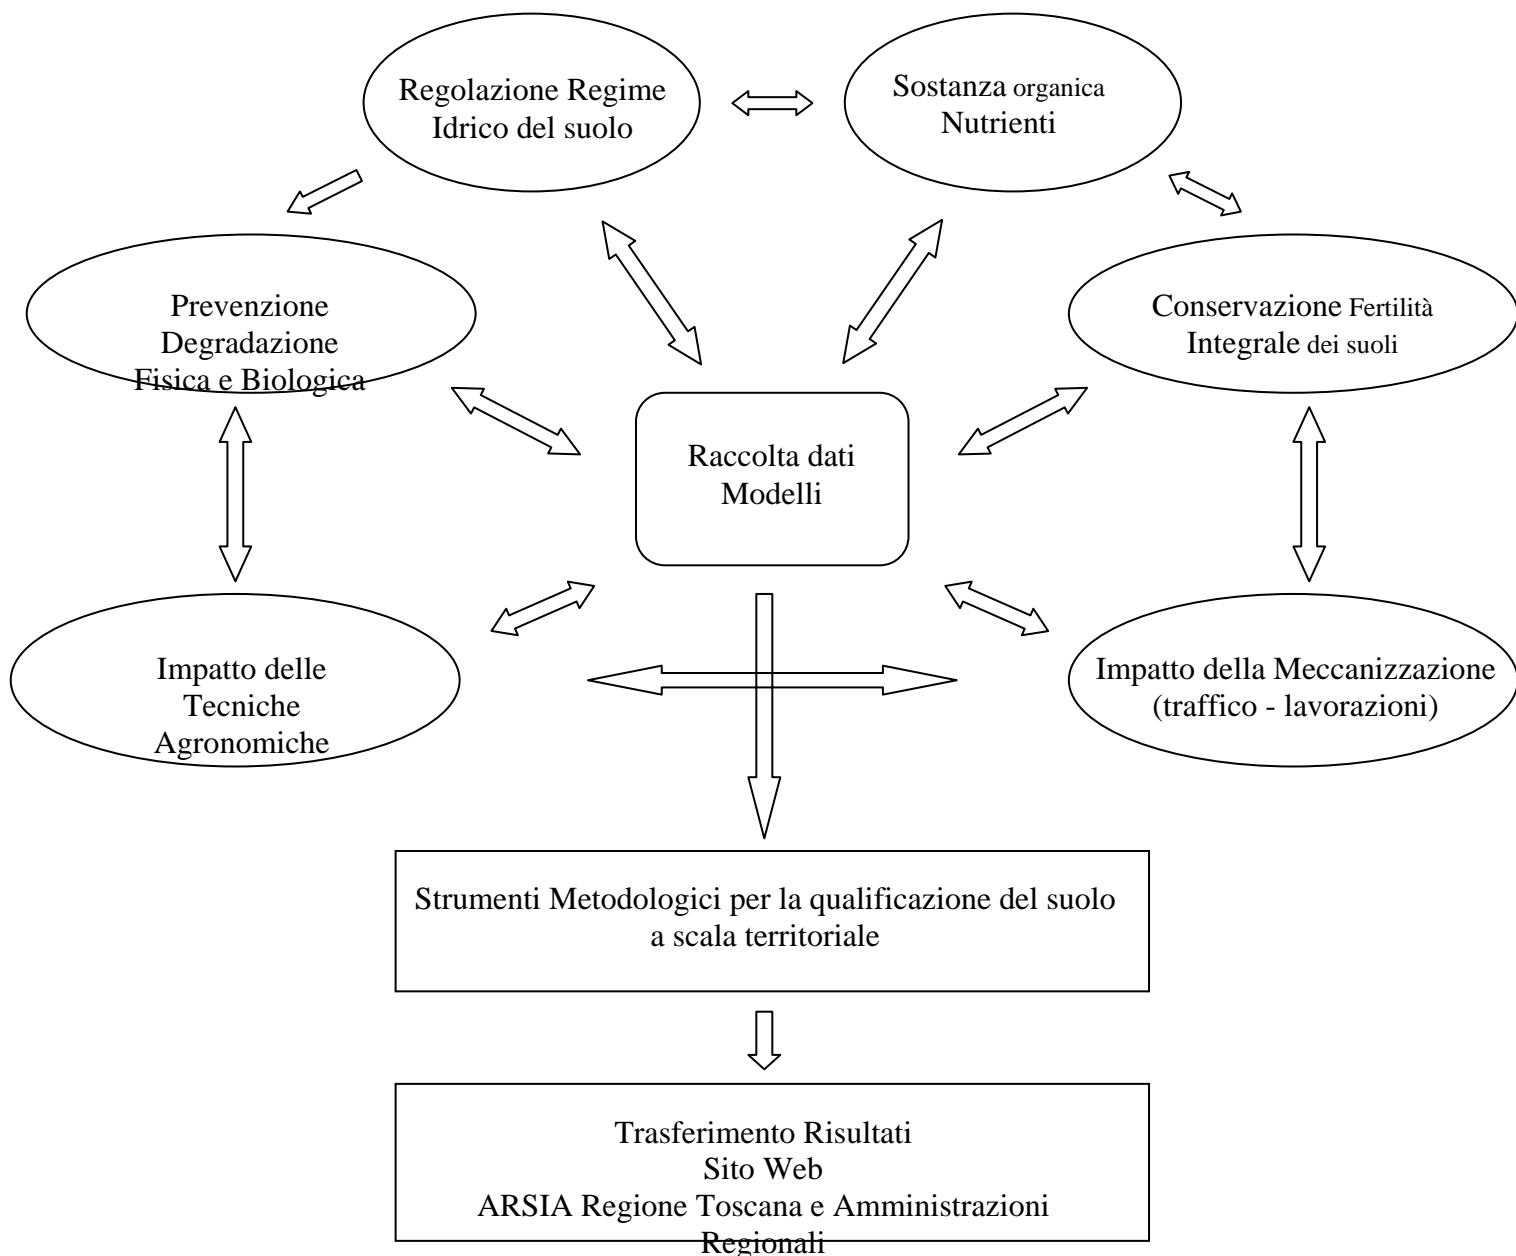 Regolazione Regime
Idrico del suolo
Sostanza organica
Nutrienti
Prevenzione
Degradazione
Fisica e Biologica
Conservazione Fertilità
Integrale dei suoli
Raccolta dati
Modelli
Impatto delle
Tecniche
Agronomiche
Impatto della Meccanizzazione
(traffico - lavorazioni)
Strumenti Metodologici per la qualificazione del suolo
a scala territoriale
Trasferimento Risultati
Sito Web
ARSIA Regione Toscana e Amministrazioni
Regionali